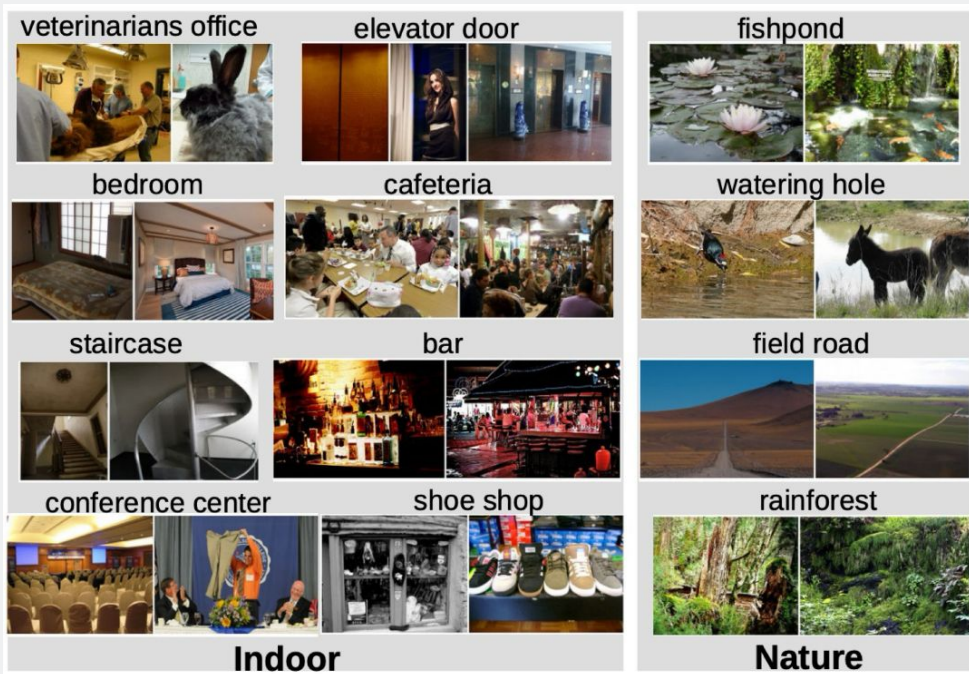 veterinarians office
elevator door
fishpond
bedroom
cafeteria
watering hole
staircase
bar
field road
conference center
shoe shop
rainforest
Indoor
Nature